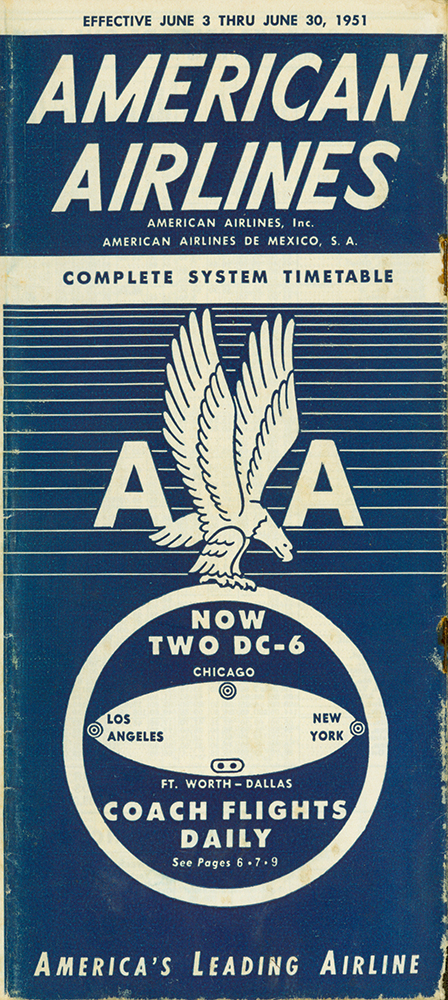 EFFECTIVE JUNE 3 THRU JUNE 30, 1951
AMERICAN
AIRLINES
AMERICAN AIRLINES, Inc.
AMERICAN AIRLINES DE MEXICO, S. A.
COMPLETE SYSTEM TIMETABLE
A A
NOW
TWO DC-6
CHICAGO
LOS
ANGELES
NEW
YORK
FT. WORTH – DALLAS
COACH FLIGHTS
DAILY
See Pages 6 • 7 • 9
AMERICA'S LEADING AIRLINE